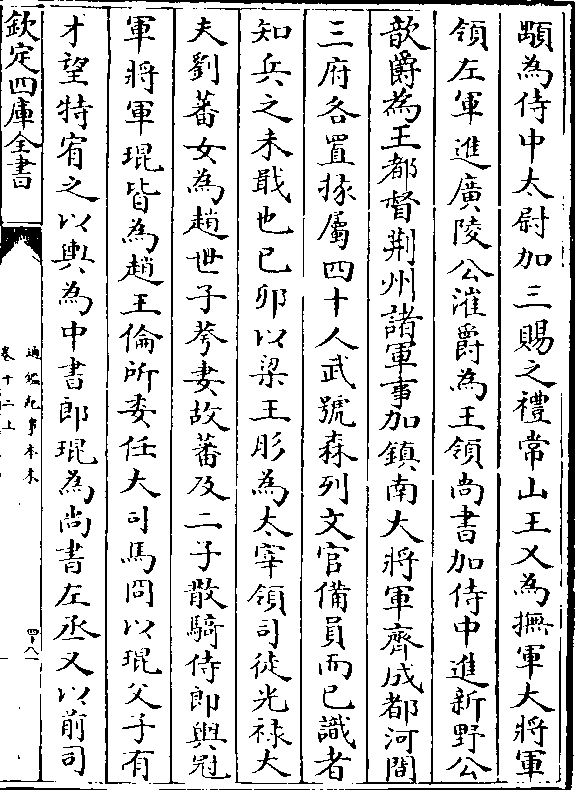 顒為侍中太尉加三賜之禮常山王乂為撫軍大將軍
領左軍進廣陵公漼爵為王領尚書加侍中進新野公
歆爵為王都督荆州諸軍事加鎮南大將軍齊成都河間
三府各置掾屬四十人武號森列文官備員而已識者
知兵之未戢也己卯以梁王肜為太宰領司徒光禄大
夫劉蕃女為趙世子荂妻故蕃及二子散騎侍郎輿冠
軍將軍琨皆為趙王倫所委任大司馬冏以琨父子有
才望特宥之以輿為中書郎琨為尚書左丞又以前司
欽定四庫全書
通鑑紀事本末
卷十二上